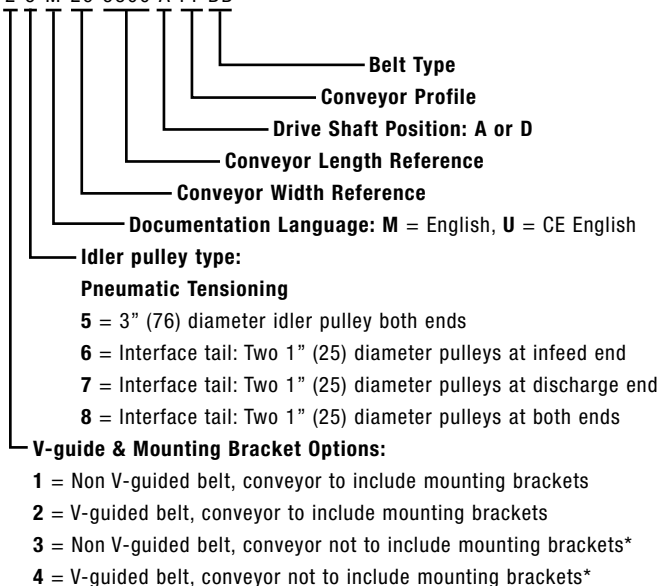 Belt Type
Conveyor Profile
Drive Shaft Position: A or D
Conveyor Length Reference
Conveyor Width Reference
Documentation Language: M = English, U = CE English
Idler pulley type:
Pneumatic Tensioning
5 = 3” (76) diameter idler pulley both ends
6 = Interface tail: Two 1” (25) diameter pulleys at infeed end
7 = Interface tail: Two 1” (25) diameter pulleys at discharge end
8 = Interface tail: Two 1” (25) diameter pulleys at both ends
V-guide & Mounting Bracket Options:
1 = Non V-guided belt, conveyor to include mounting brackets
2 = V-guided belt, conveyor to include mounting brackets
3 = Non V-guided belt, conveyor not to include mounting brackets*
4 = V-guided belt, conveyor not to include mounting brackets*